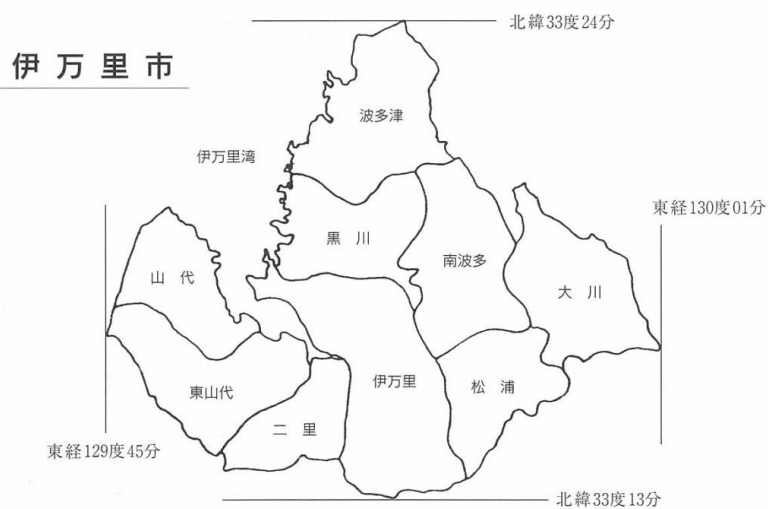 北緯33度24分
伊万里市
波多津
伊万里湾
東経130度01分
黒川
南波多
山代
大川
伊万里
松浦
東山代
二里
東経129度45分
北緯33度13分